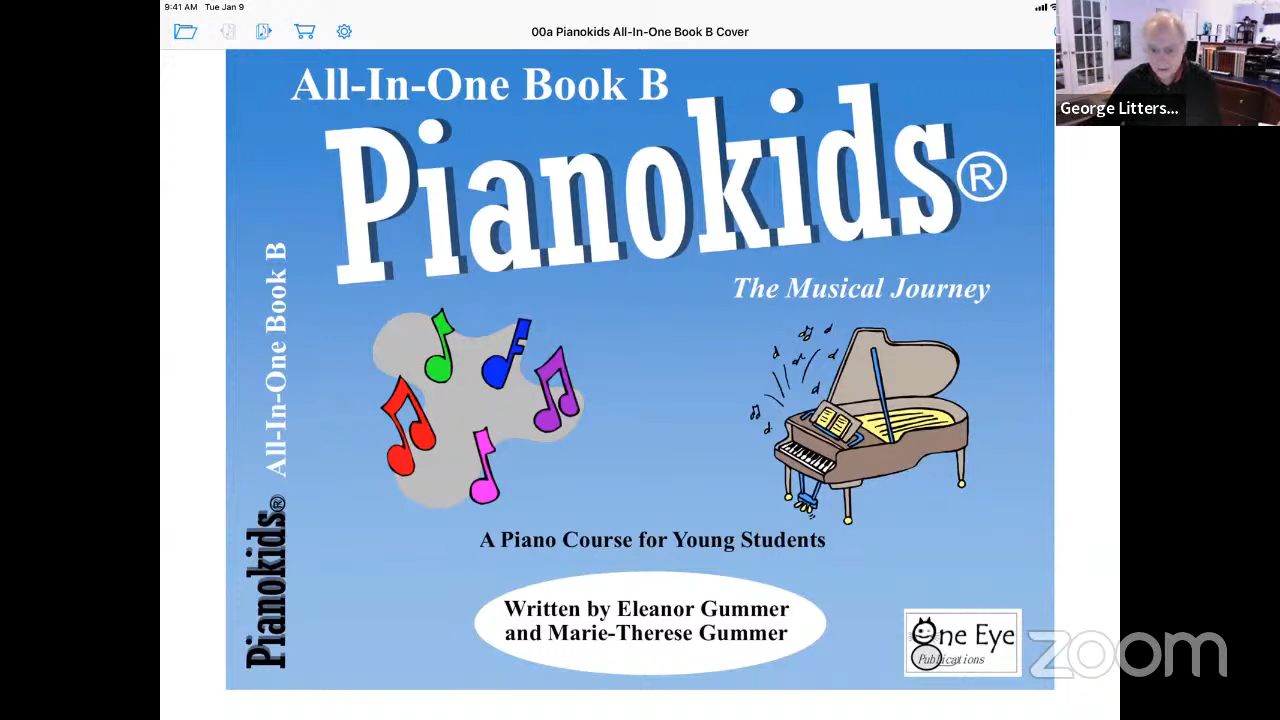 9:41 AM Tue Jan 9
00a Pianokids All-In-One Book B Cover
George Litters...
All-In-One Book B
Pianokids®
The Musical Journey
A Piano Course for Young Students
Written by Eleanor Gummer
and Marie-Therese Gummer
One Eye
Publications
Pianokids® All-In-One Book B
zoom